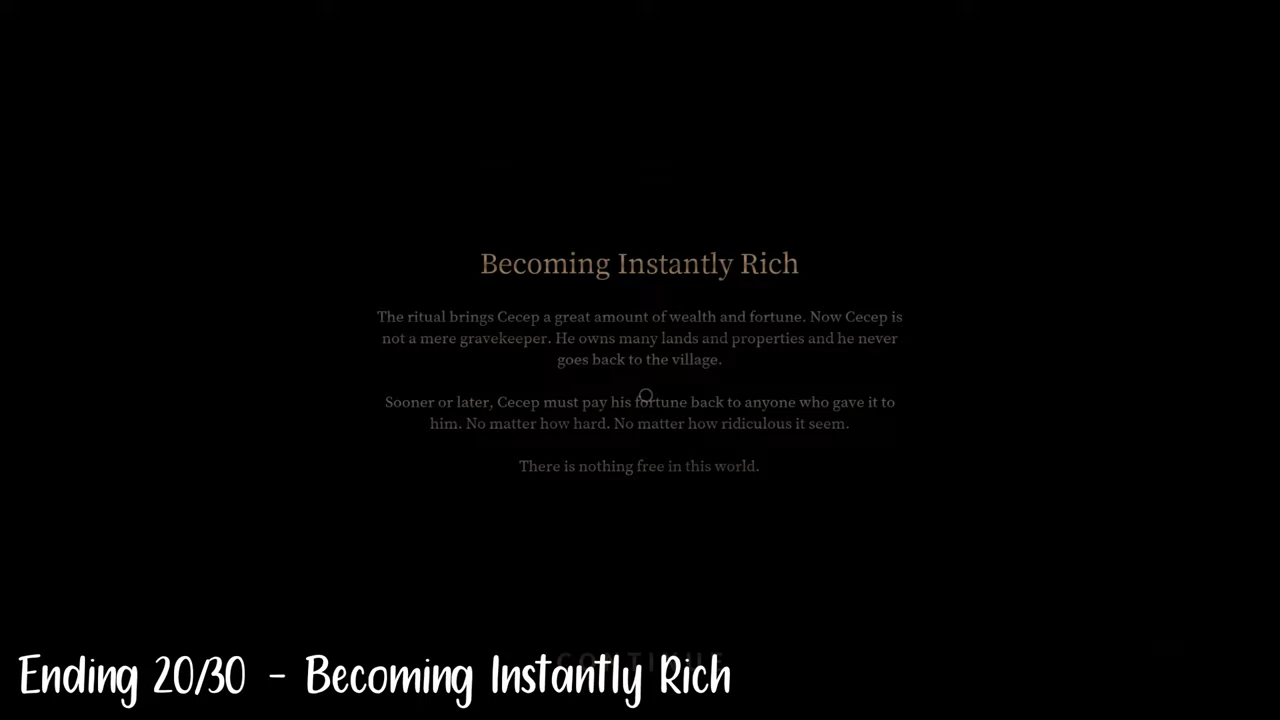 Becoming Instantly Rich
The ritual brings Cecep a great amount of wealth and fortune. Now Cecep is
not a mere gravekeeper. He owns many lands and properties and he never
goes back to the village.
Sooner or later, Cecep must pay his fortune back to anyone who gave it to
him. No matter how hard. No matter how ridiculous it seem.
There is nothing free in this world.
CONTINUE
Ending 20/30 - Becoming Instantly Rich